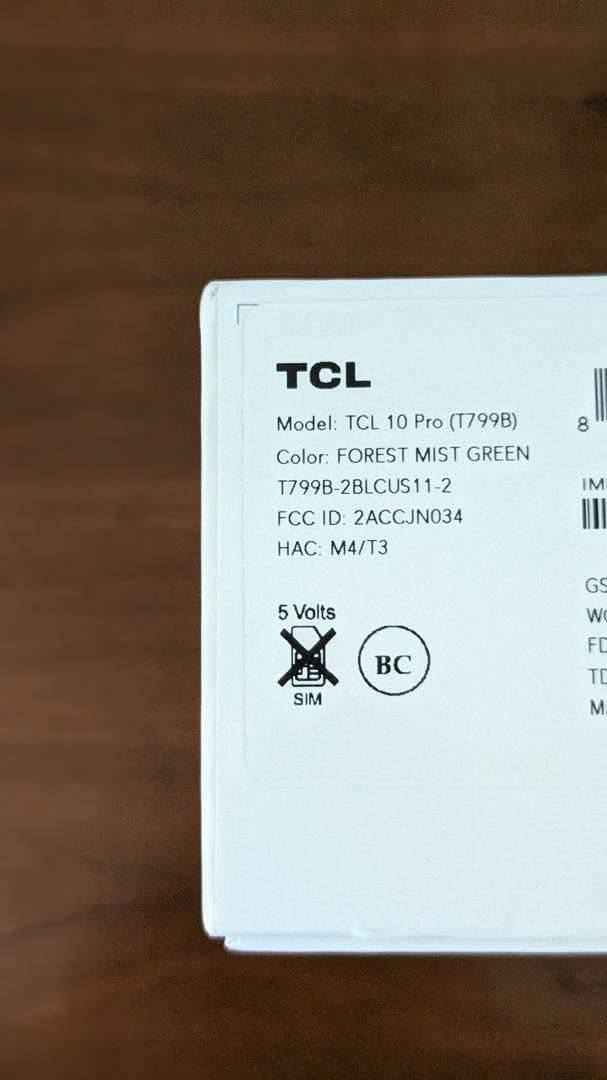 TCL
Model: TCL 10 Pro (T799B)
Color: FOREST MIST GREEN
T799B-2BLCUS11-2
FCC ID: 2ACCJN034
HAC: M4/T3
5 Volts
SIM
BC
8